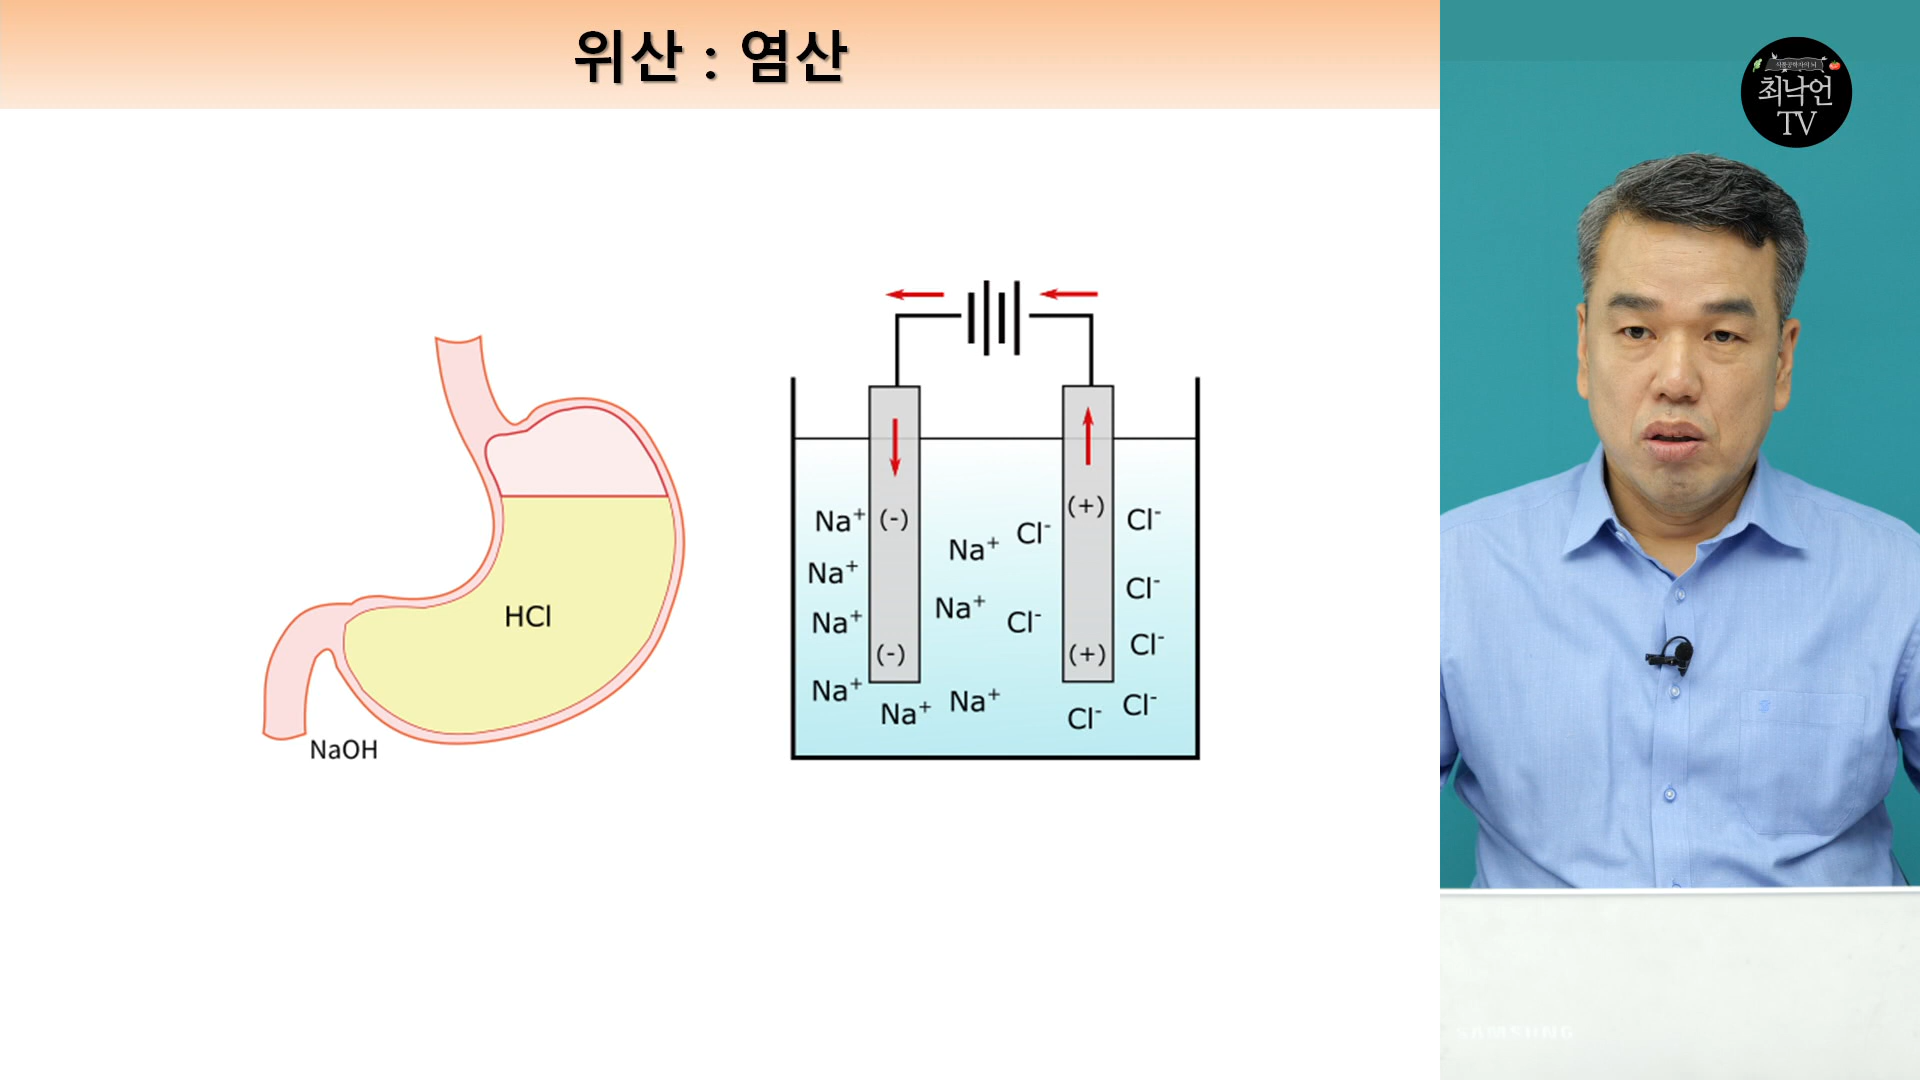 위산 : 염산
최낙언
TV
HCl
NaOH
(-)
(-)
(+)
(+)
Na⁺
Na⁺
Na⁺
Na⁺
Na⁺
Na⁺
Na⁺
Na⁺
Cl⁻
Cl⁻
Cl⁻
Cl⁻
Cl⁻
Cl⁻
Cl⁻
SAMSUNG